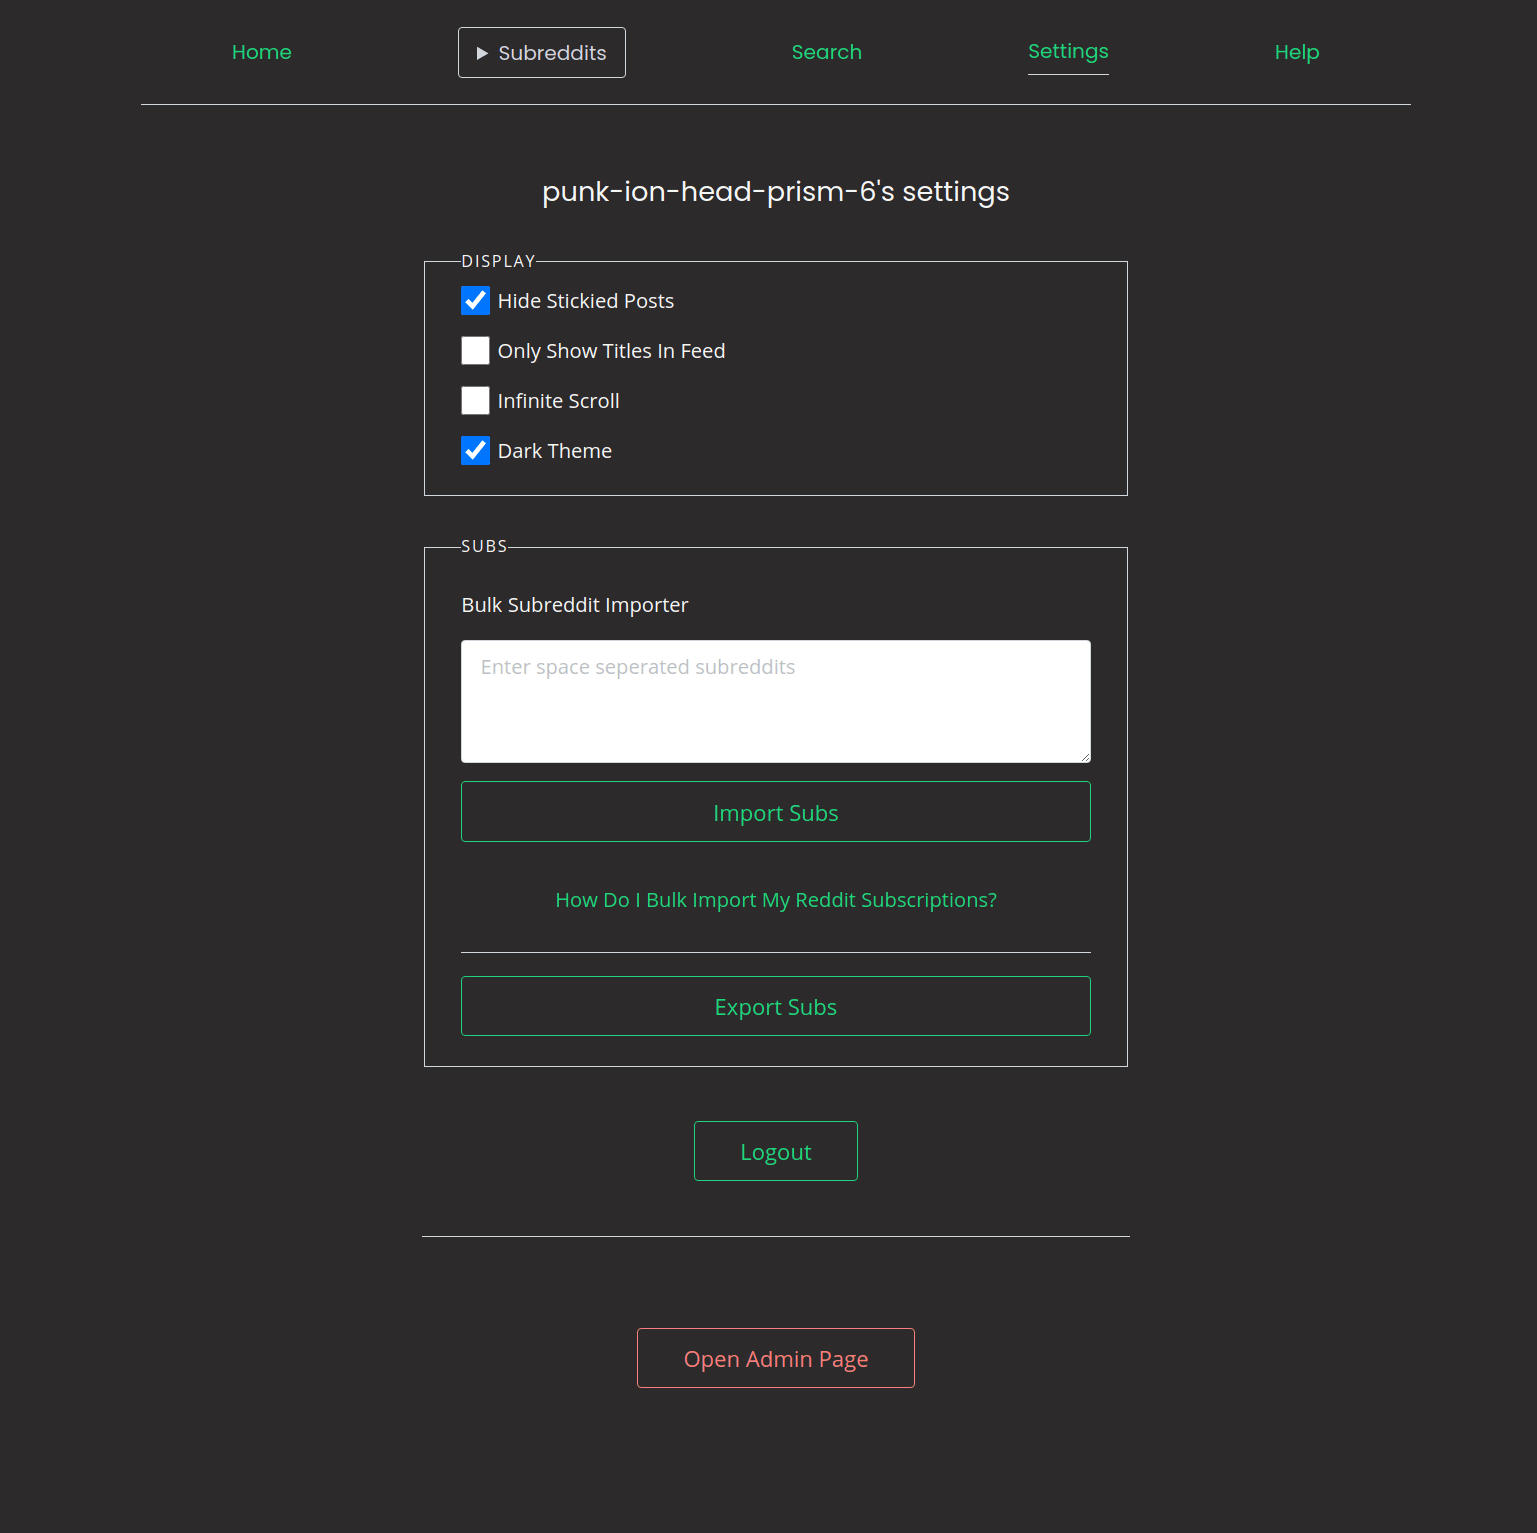 Home
Subreddits
Search
Settings
Help
punk-ion-head-prism-6's settings
DISPLAY
Hide Stickied Posts
Only Show Titles In Feed
Infinite Scroll
Dark Theme
SUBS
Bulk Subreddit Importer
Enter space seperated subreddits
Import Subs
How Do I Bulk Import My Reddit Subscriptions?
Export Subs
Logout
Open Admin Page